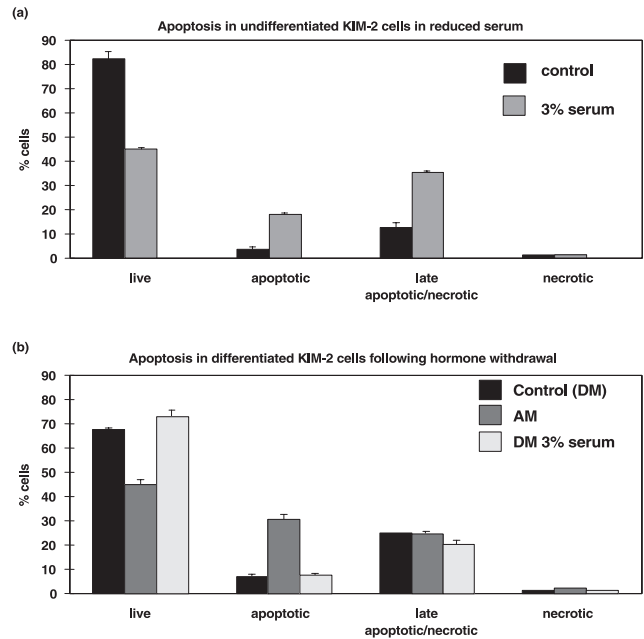 (a)
Apoptosis in undifferentiated KIM-2 cells in reduced serum
90
80
70
60
50
40
30
20
10
0
% cells
control
3% serum
live
apoptotic
late
apoptotic/necrotic
necrotic
(b)
Apoptosis in differentiated KIM-2 cells following hormone withdrawal
90
80
70
60
50
40
30
20
10
0
% cells
Control (DM)
AM
DM 3% serum
live
apoptotic
late
apoptotic/necrotic
necrotic